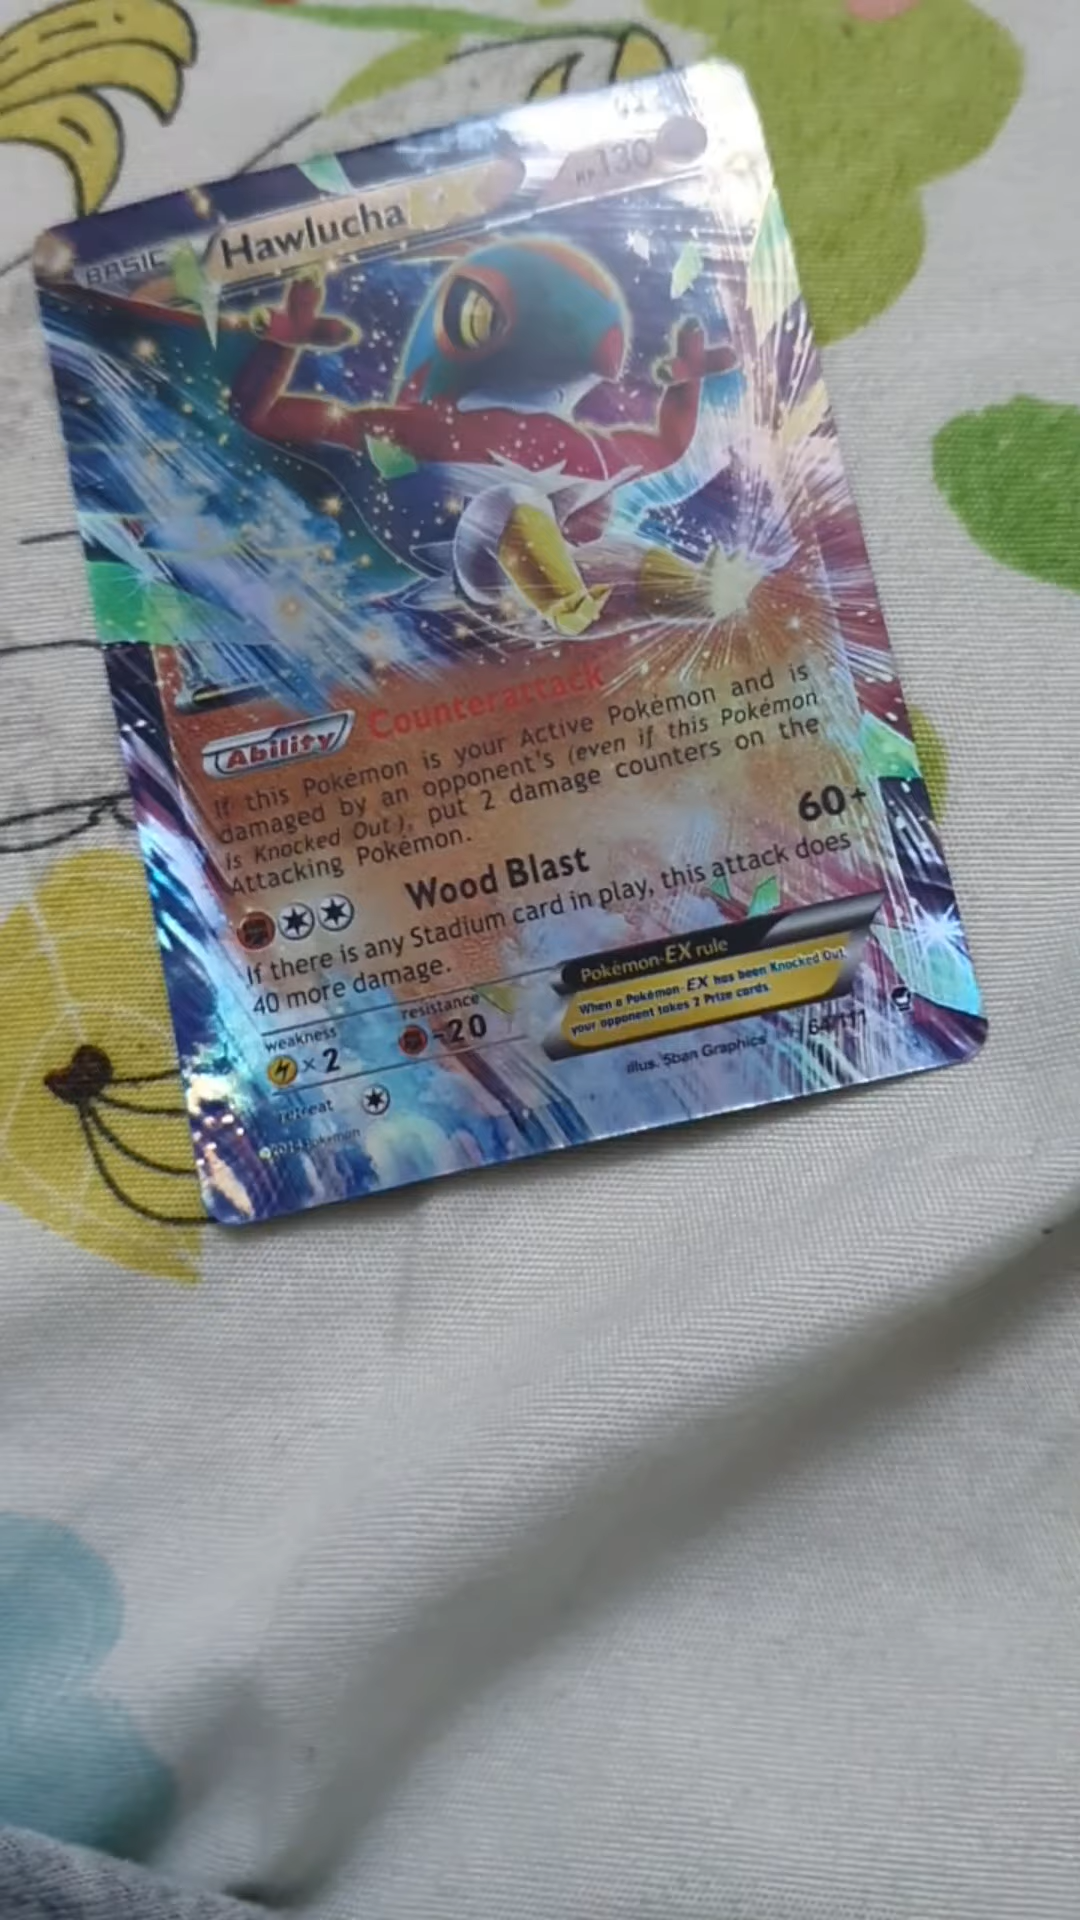 BASIC Hawlucha EX HP130
Ability Counterattack
If this Pokémon is your Active Pokémon and is
damaged by an opponent's (even if this Pokémon
is Knocked Out), put 2 damage counters on the
Attacking Pokémon.
Wood Blast 60+
If there is any Stadium card in play, this attack does
40 more damage.
weakness ×2
resistance -20
retreat
Pokémon-EX rule
When a Pokémon-EX has been Knocked Out,
your opponent takes 2 Prize cards.
illus. 5ban Graphics 64/111
Pokémon